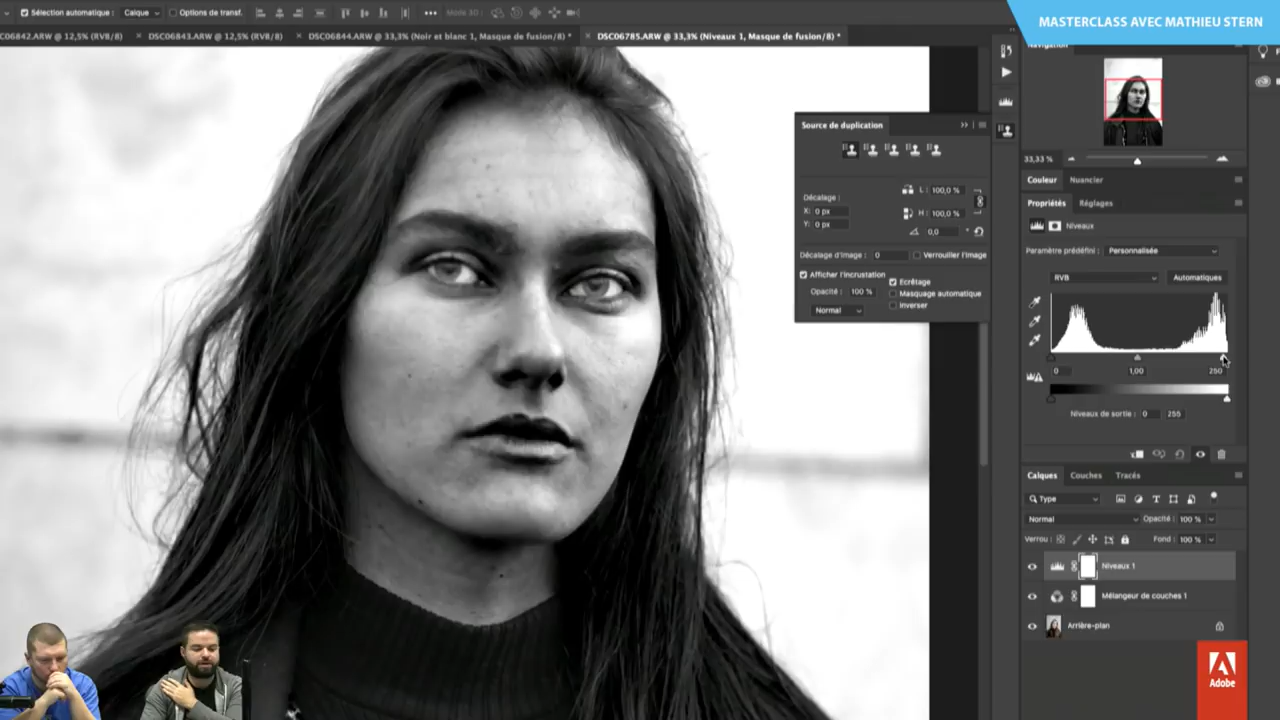 Sélection automatique : Calque Options de transf. ••• Mode 3D :
MASTERCLASS AVEC MATHIEU STERN
C06842.ARW @ 12,5% (RVB/8) × DSC06843.ARW @ 12,5% (RVB/8) × DSC06844.ARW @ 33,3% (Noir et blanc 1, Masque de fusion/8) * × DSC06785.ARW @ 33,3% (Niveaux 1, Masque de fusion/8) *
Navigation
33,33 %
Couleur Nuancier
Propriétés Réglages
Niveaux
Paramètre prédéfini : Personnalisée
RVB Automatiques
0 1,00 250
Niveaux de sortie : 0 255
Source de duplication
Décalage :
X: 0 px
Y: 0 px
L : 100,0 %
H : 100,0 %
0,0 °
Décalage d'image : 0 Verrouiller l'image
Afficher l'incrustation
Opacité : 100 %
Normal
Ecrêtage
Masquage automatique
Inverser
Calques Couches Tracés
Type
Normal Opacité : 100 %
Verrou : Fond : 100 %
Niveaux 1
Mélangeur de couches 1
Arrière-plan
Adobe